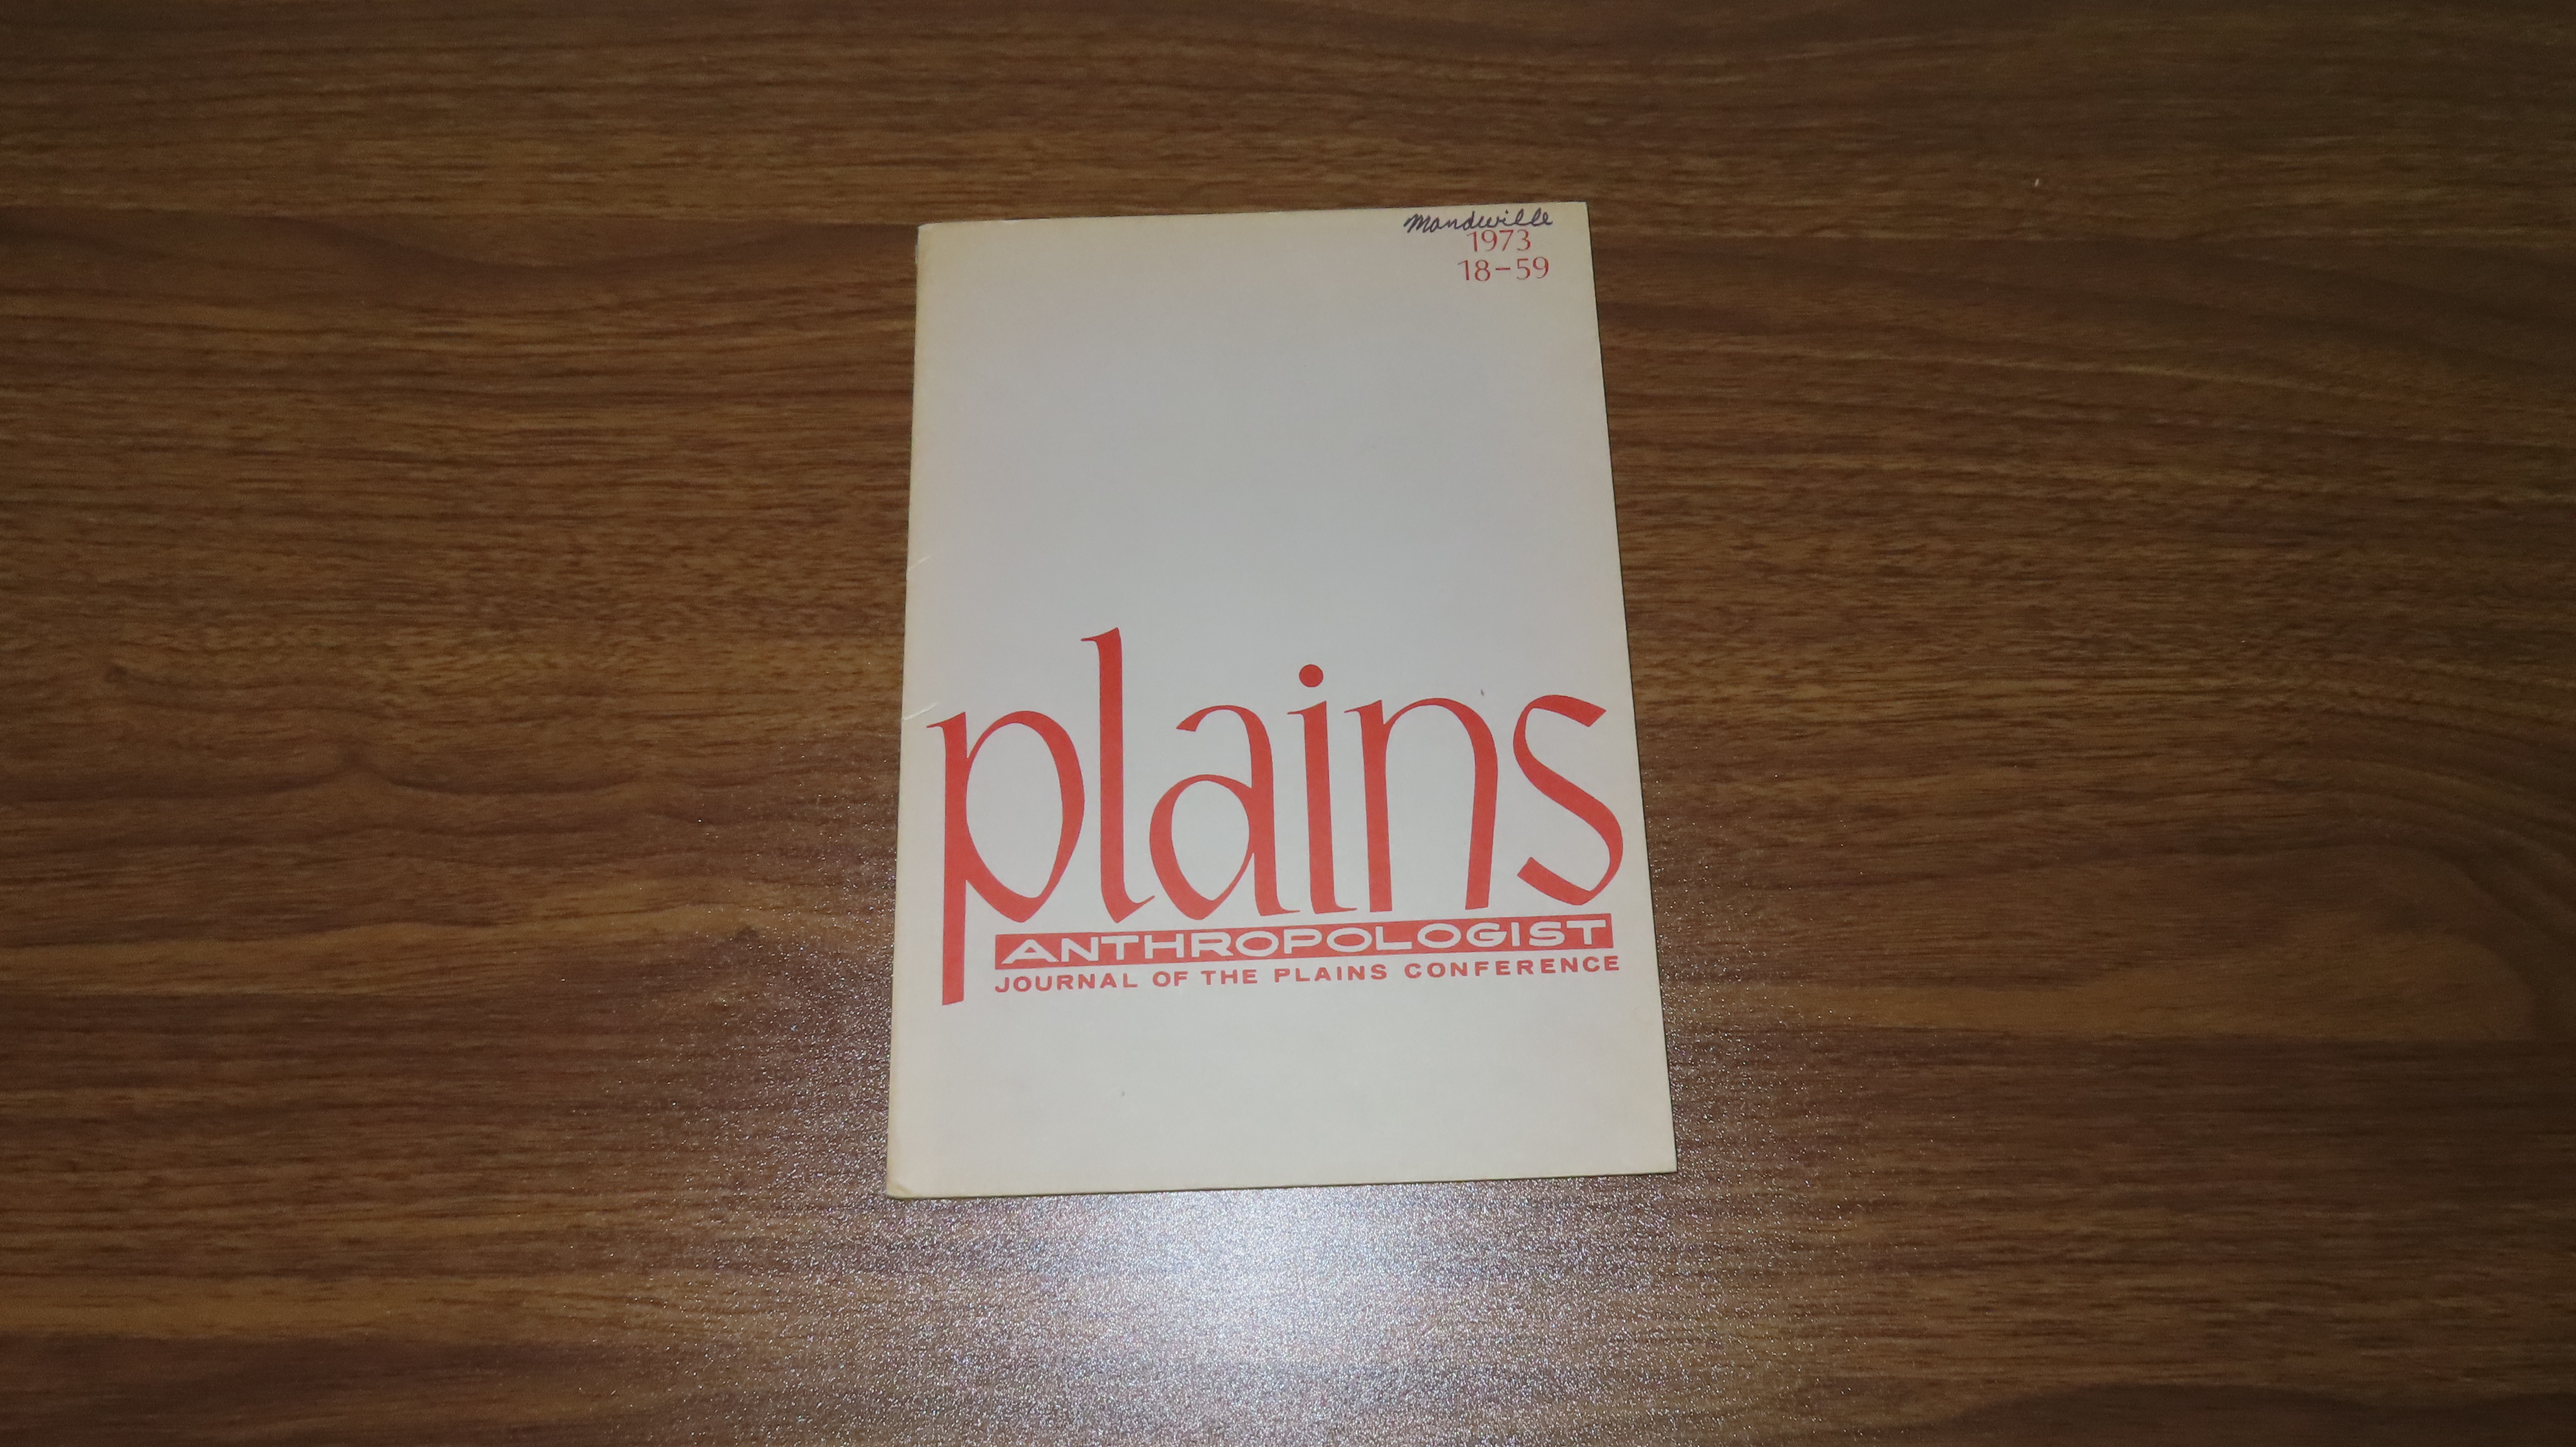 Mandeville
1973
18-59
plains
ANTHROPOLOGIST
JOURNAL OF THE PLAINS CONFERENCE